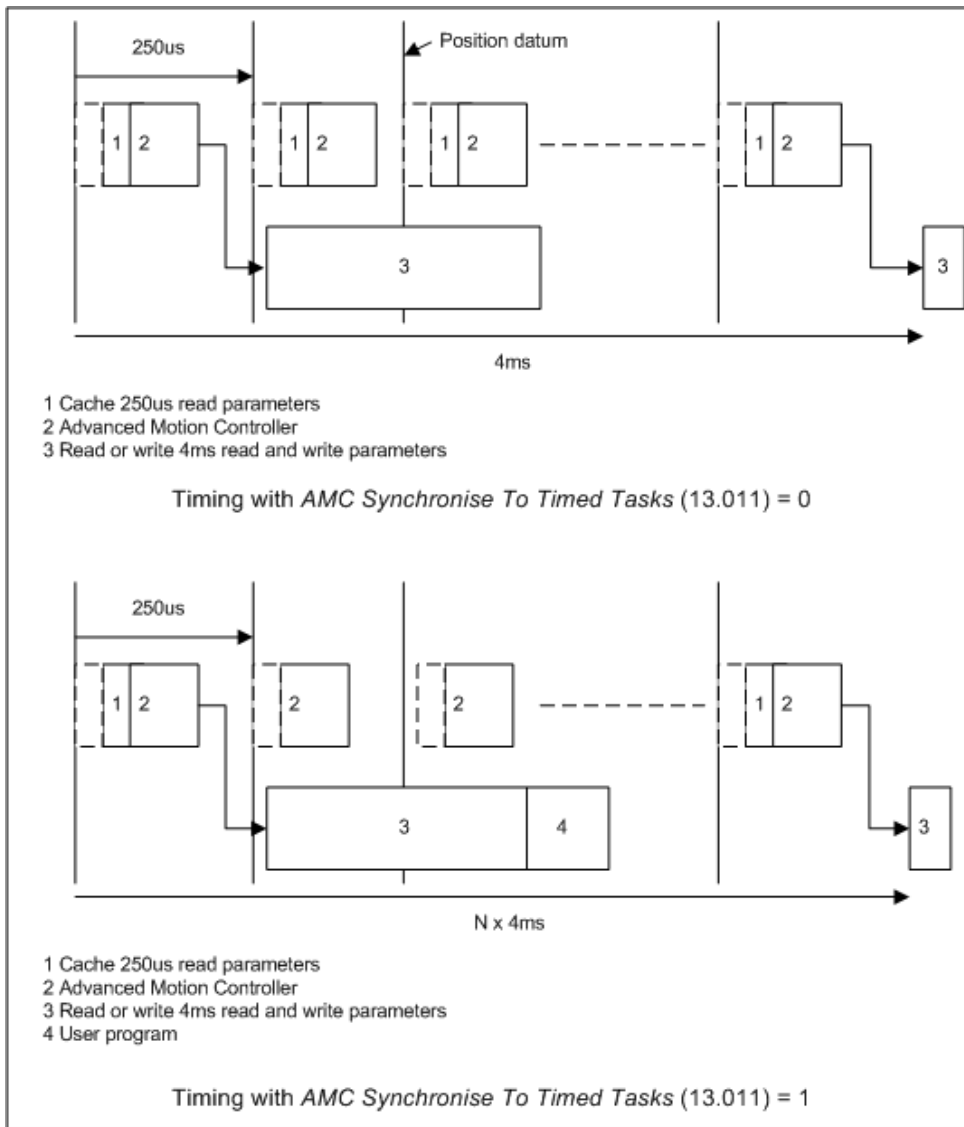 Position datum
250us
1 2 1 2 1 2 1 2
3 3
4ms
1 Cache 250us read parameters
2 Advanced Motion Controller
3 Read or write 4ms read and write parameters
Timing with AMC Synchronise To Timed Tasks (13.011) = 0
250us
1 2 2 2 1 2
3 4 3
N x 4ms
1 Cache 250us read parameters
2 Advanced Motion Controller
3 Read or write 4ms read and write parameters
4 User program
Timing with AMC Synchronise To Timed Tasks (13.011) = 1